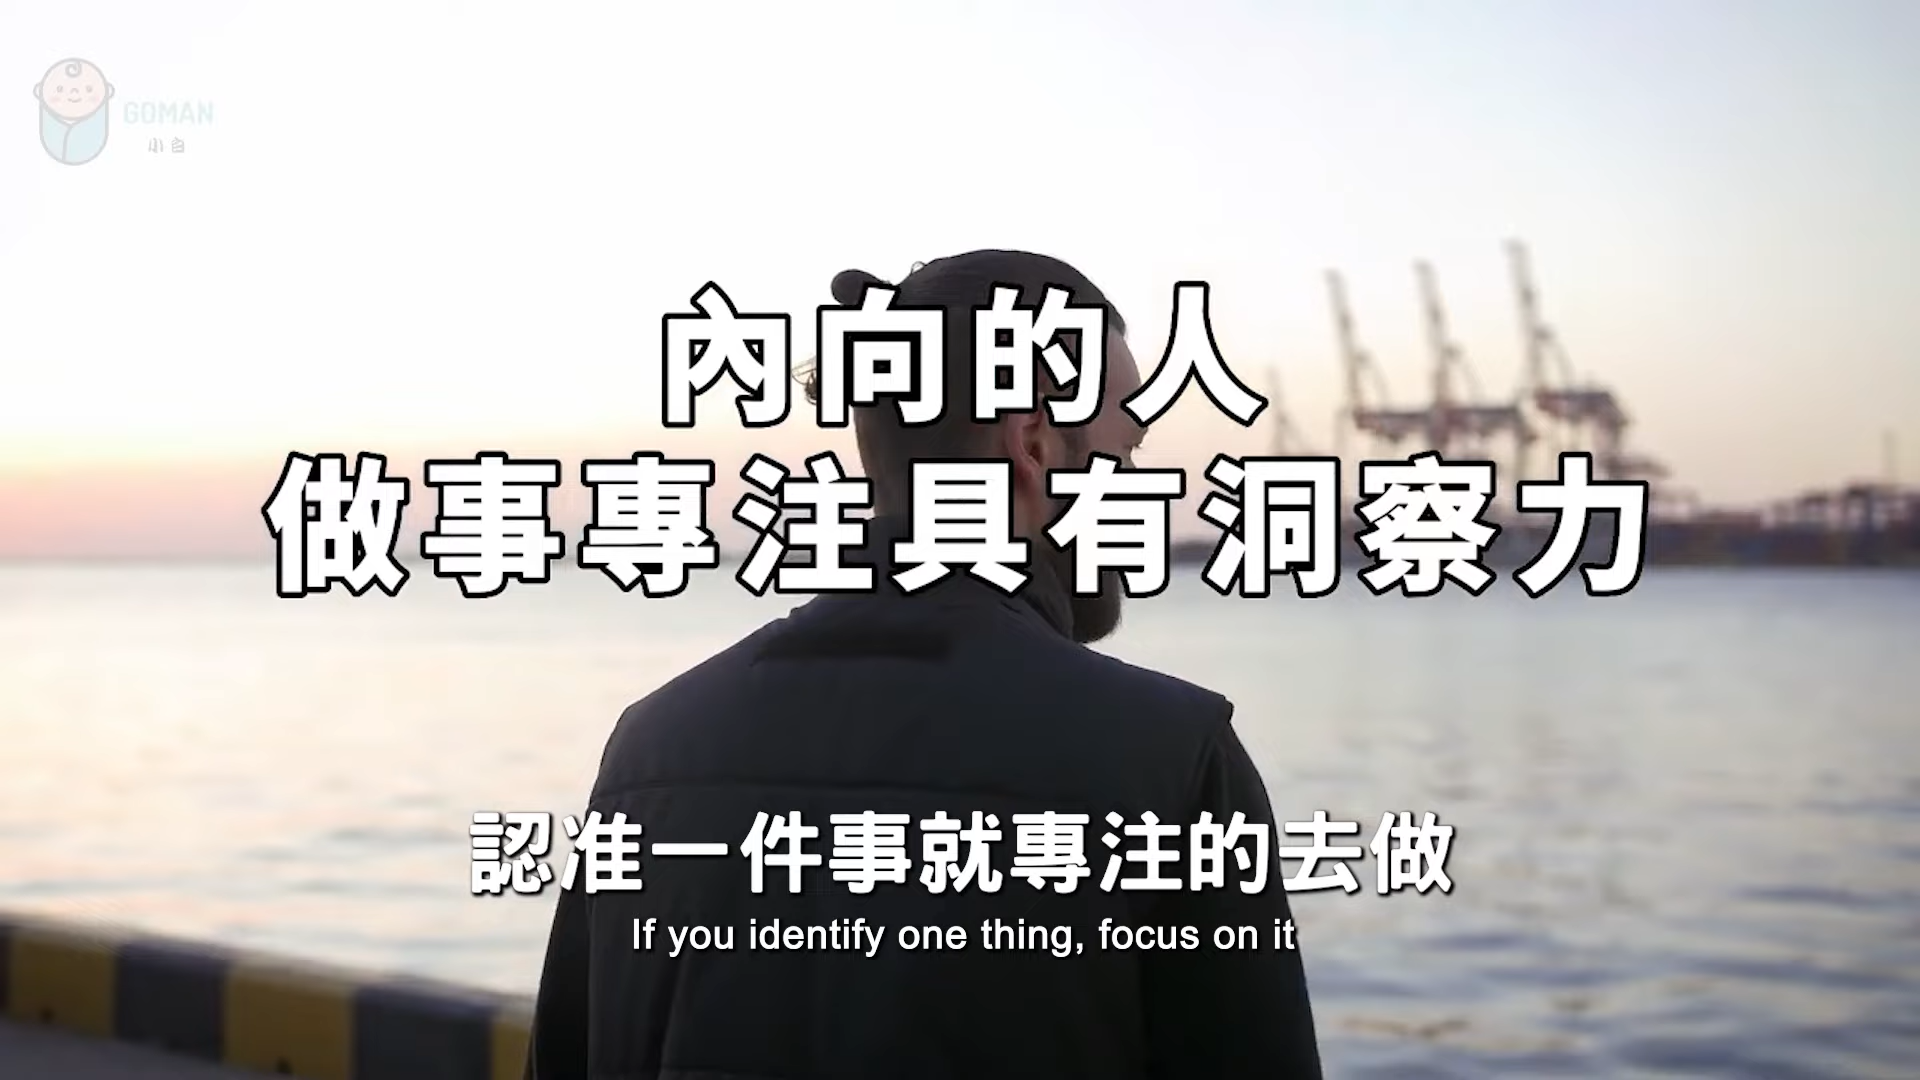 GOMAN
小白
內向的人
做事專注具有洞察力
認准一件事就專注的去做
If you identify one thing, focus on it